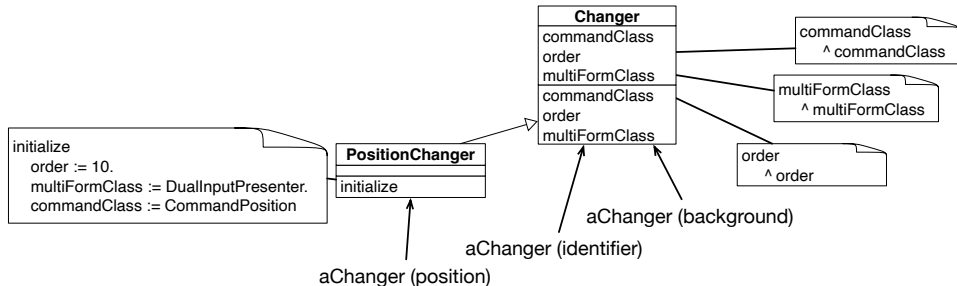 Changer
commandClass
order
multiFormClass
commandClass
order
multiFormClass
commandClass
^ commandClass
multiFormClass
^ multiFormClass
order
^ order
initialize
order := 10.
multiFormClass := DualInputPresenter.
commandClass := CommandPosition
PositionChanger
initialize
aChanger (background)
aChanger (identifier)
aChanger (position)